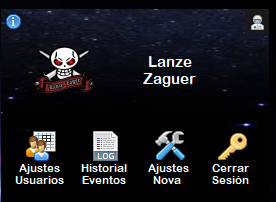 Lanze
Zaguer
LOG
Ajustes
Usuarios
Historial
Eventos
Ajustes
Nova
Cerrar
Sesión